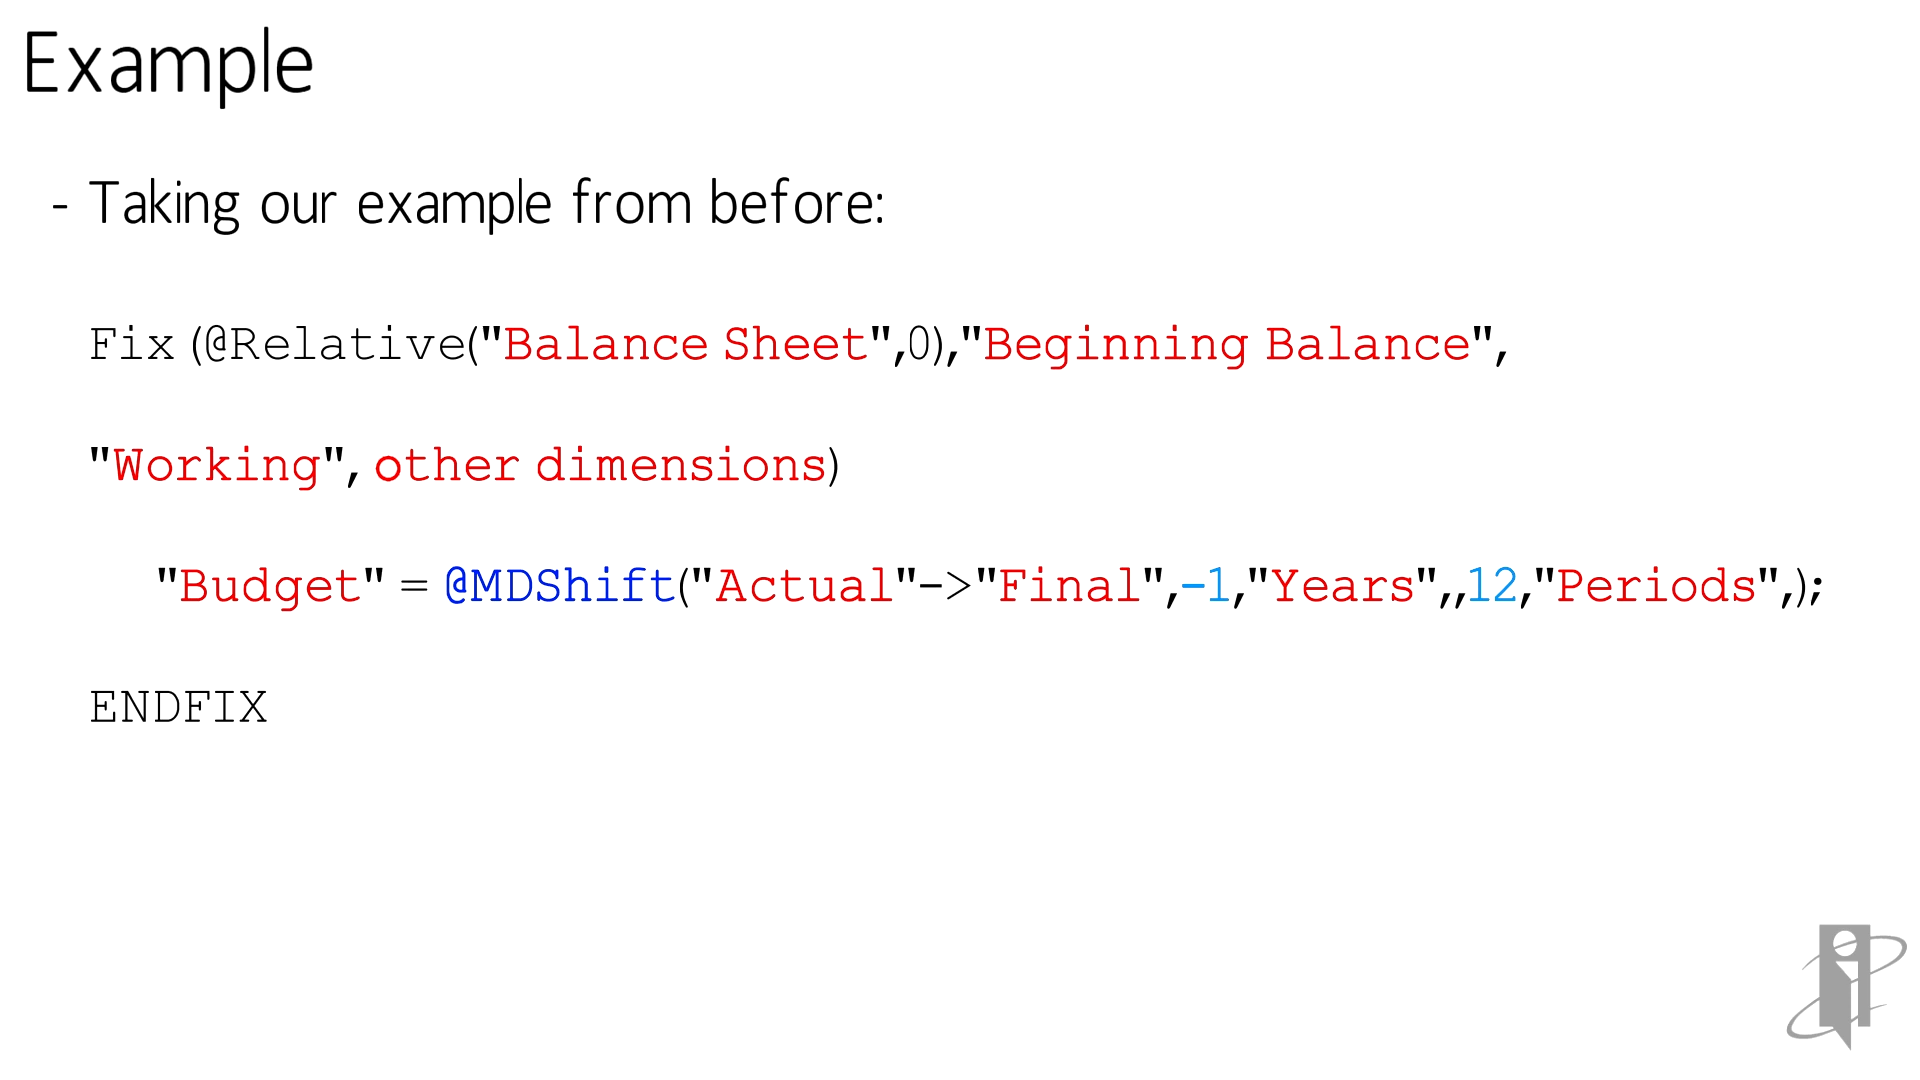 Example
- Taking our example from before:
Fix (@Relative("Balance Sheet",0),"Beginning Balance",
"Working", other dimensions)
"Budget" = @MDShift("Actual"->"Final",-1,"Years",,12,"Periods",);
ENDFIX